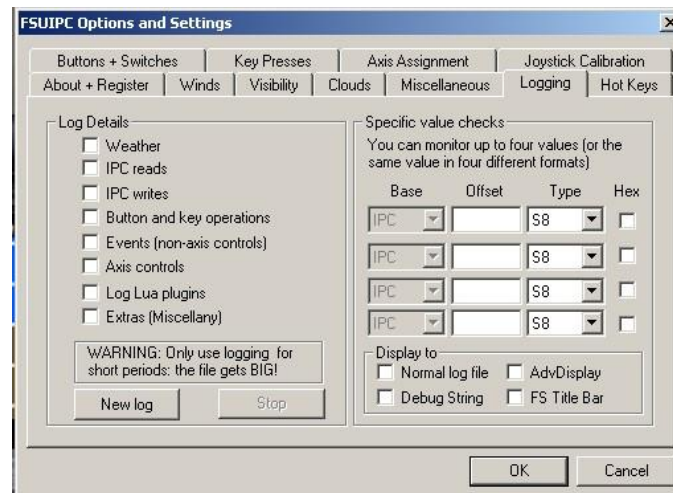 FSUIPC Options and Settings
Buttons + Switches Key Presses Axis Assignment Joystick Calibration
About + Register Winds Visibility Clouds Miscellaneous Logging Hot Keys
Log Details
Weather
IPC reads
IPC writes
Button and key operations
Events (non-axis controls)
Axis controls
Log Lua plugins
Extras (Miscellany)
WARNING: Only use logging for
short periods: the file gets BIG!
New log Stop
Specific value checks
You can monitor up to four values (or the
same value in four different formats)
Base Offset Type Hex
IPC S8
IPC S8
IPC S8
IPC S8
Display to
Normal log file AdvDisplay
Debug String FS Title Bar
OK Cancel